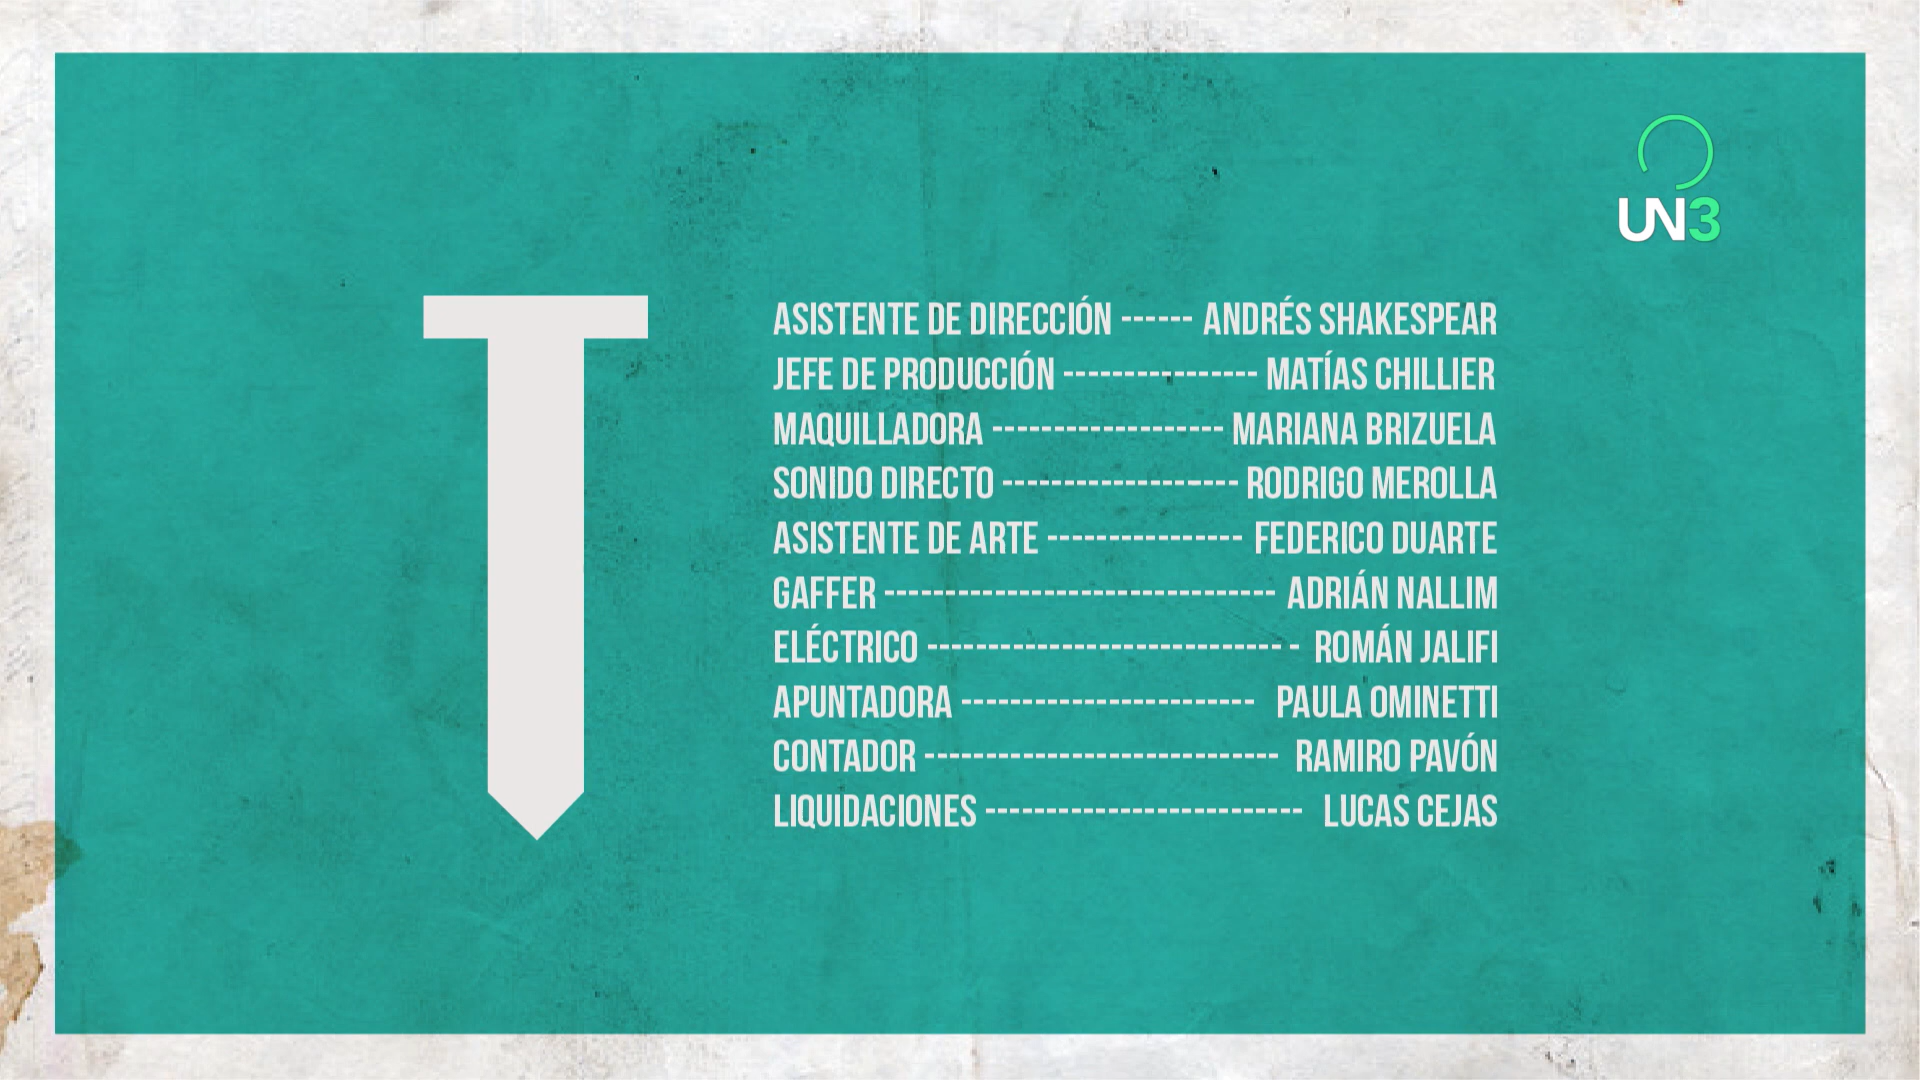 UN3
ASISTENTE DE DIRECCIÓN ------ ANDRÉS SHAKESPEAR
JEFE DE PRODUCCIÓN ---------------- MATÍAS CHILLIER
MAQUILLADORA ------------------- MARIANA BRIZUELA
SONIDO DIRECTO ------------------- RODRIGO MEROLLA
ASISTENTE DE ARTE ---------------- FEDERICO DUARTE
GAFFER -------------------------------- ADRIÁN NALLIM
ELÉCTRICO ----------------------------- - ROMÁN JALIFI
APUNTADORA ------------------------ PAULA OMINETTI
CONTADOR ----------------------------- RAMIRO PAVÓN
LIQUIDACIONES -------------------------- LUCAS CEJAS